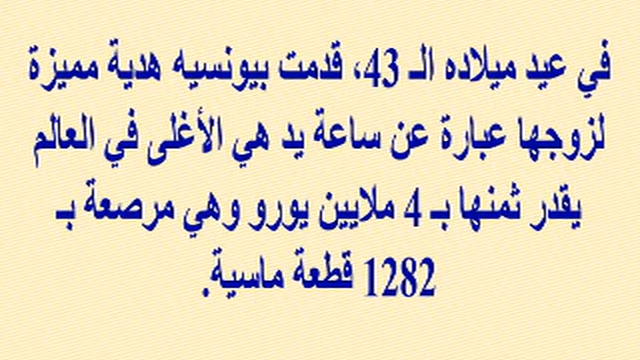 في عيد ميلاده الـ 43، قدمت بيونسيه هدية مميزة
لزوجها عبارة عن ساعة يد هي الأغلى في العالم
يقدر ثمنها بـ 4 ملايين يورو وهي مرصعة بـ
1282 قطعة ماسية.